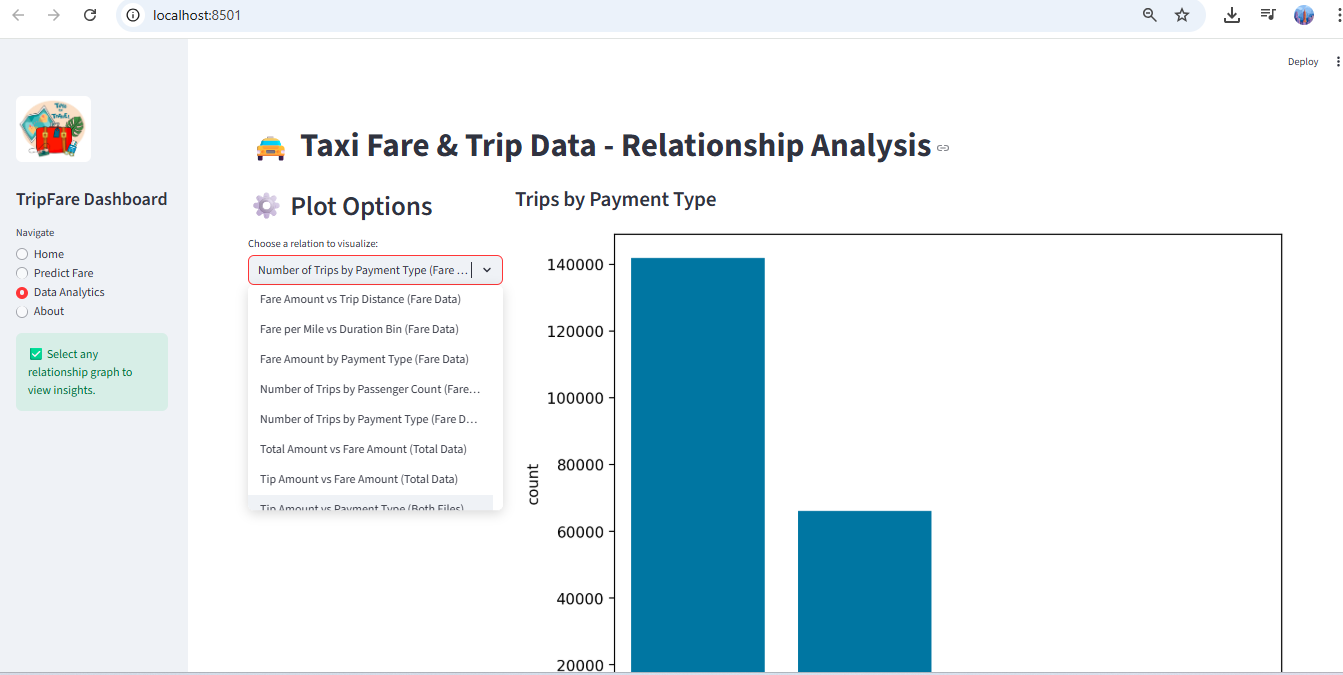 localhost:8501
Deploy
TripFare Dashboard
Navigate
Home
Predict Fare
Data Analytics
About
✅ Select any
relationship graph to
view insights.
🚖 Taxi Fare & Trip Data - Relationship Analysis
⚙️ Plot Options
Choose a relation to visualize:
Number of Trips by Payment Type (Fare ...
Fare Amount vs Trip Distance (Fare Data)
Fare per Mile vs Duration Bin (Fare Data)
Fare Amount by Payment Type (Fare Data)
Number of Trips by Passenger Count (Fare...
Number of Trips by Payment Type (Fare D...
Total Amount vs Fare Amount (Total Data)
Tip Amount vs Fare Amount (Total Data)
Tip Amount vs Payment Type (Both Files)
Trips by Payment Type
140000
120000
100000
80000
60000
40000
20000
count